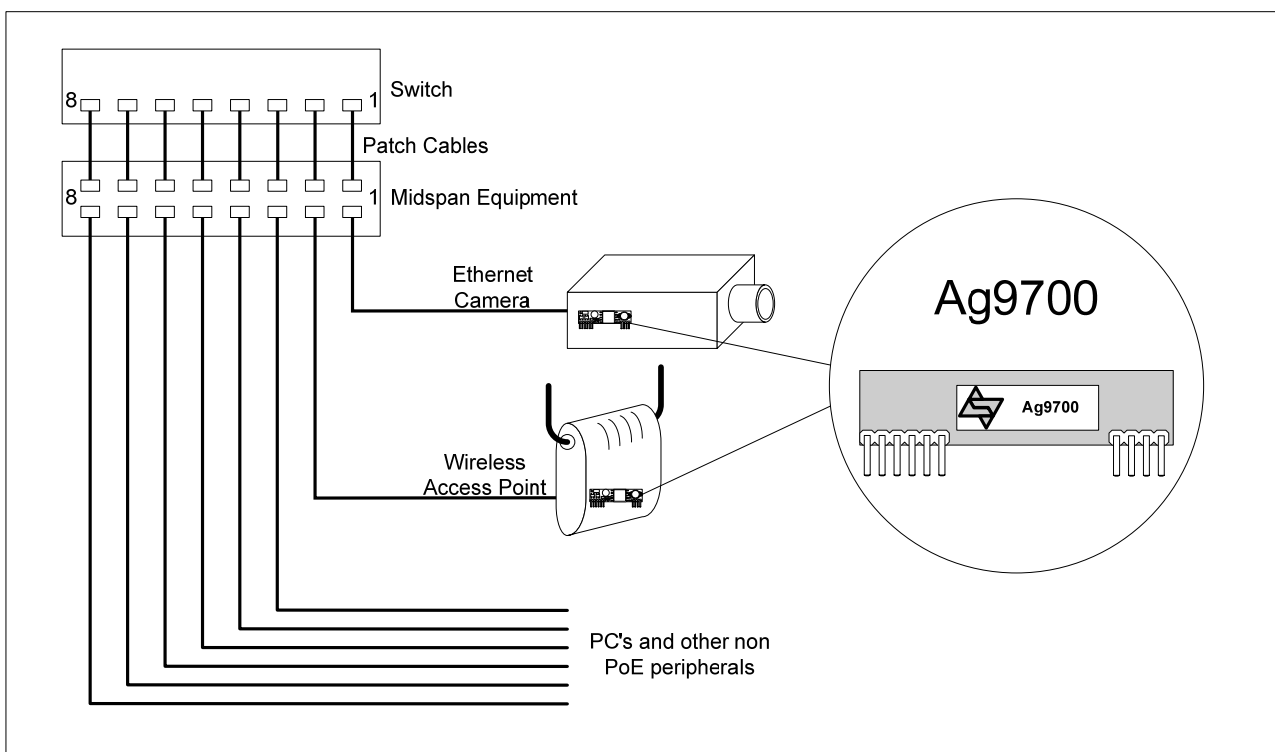 8
1
Switch
Patch Cables
8
1
Midspan Equipment
Ethernet
Camera
Ag9700
Ag9700
Wireless
Access Point
PC's and other non
PoE peripherals